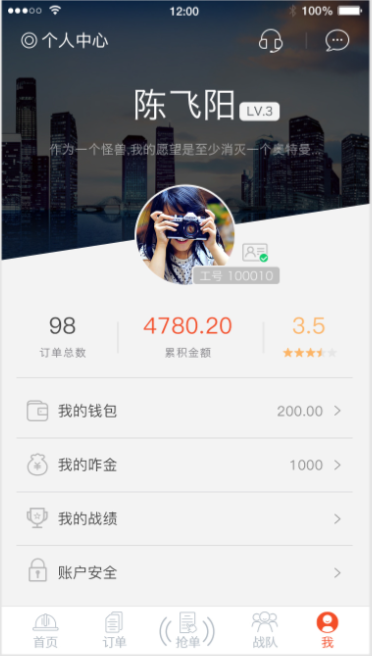 12:00
100%
个人中心
陈飞阳 LV.3
作为一个怪兽,我的愿望是至少消灭一个奥特曼...
工号 100010
98
4780.20
3.5
订单总数
累积金额
我的钱包
200.00
我的咋金
1000
我的战绩
账户安全
首页
订单
抢单
战队
我